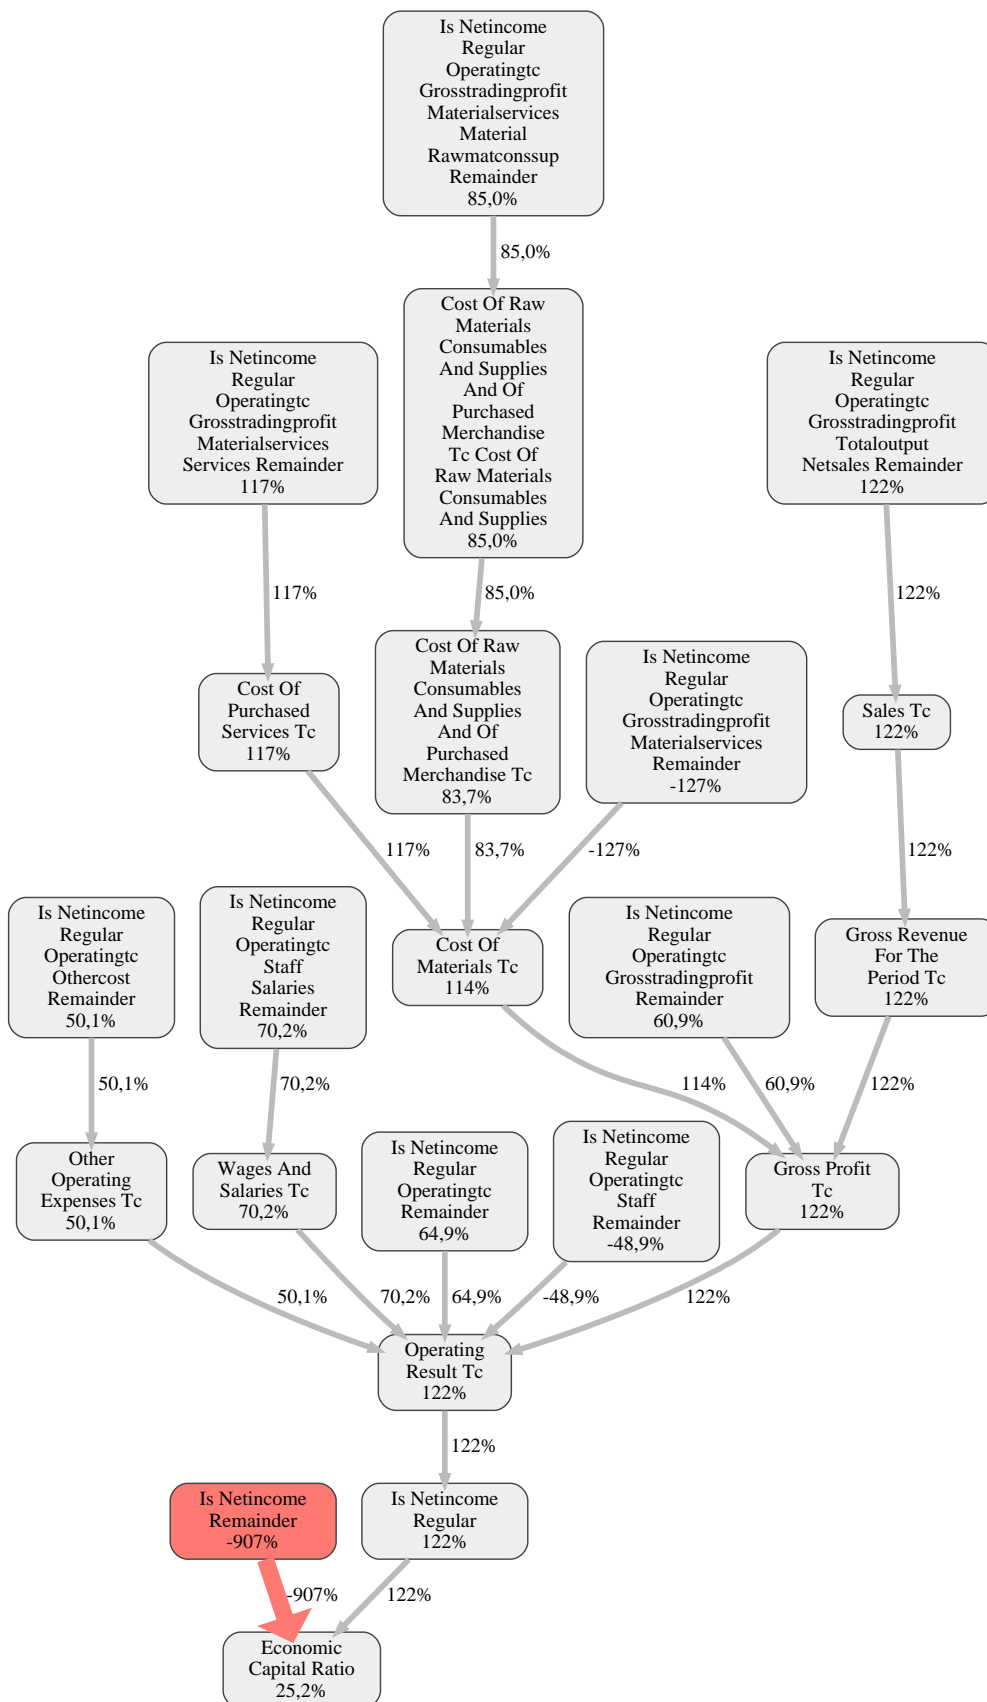 Is Netincome
Regular
Operatingtc
Grosstradingprofit
Materialservices
Material
Rawmatconssup
Remainder
85,0%
85,0%
Cost Of Raw
Materials
Consumables
And Supplies
And Of
Purchased
Merchandise
Tc Cost Of
Raw Materials
Consumables
And Supplies
85,0%
Is Netincome
Regular
Operatingtc
Grosstradingprofit
Materialservices
Services Remainder
117%
Is Netincome
Regular
Operatingtc
Grosstradingprofit
Totaloutput
Netsales Remainder
122%
117%
85,0%
122%
Cost Of
Purchased
Services Tc
117%
Cost Of Raw
Materials
Consumables
And Supplies
And Of
Purchased
Merchandise Tc
83,7%
Is Netincome
Regular
Operatingtc
Grosstradingprofit
Materialservices
Remainder
-127%
Sales Tc
122%
117%
83,7%
-127%
122%
Is Netincome
Regular
Operatingtc
Othercost
Remainder
50,1%
Is Netincome
Regular
Operatingtc
Staff
Salaries
Remainder
70,2%
Cost Of
Materials Tc
114%
Is Netincome
Regular
Operatingtc
Grosstradingprofit
Remainder
60,9%
Gross Revenue
For The
Period Tc
122%
50,1%
70,2%
114%
60,9%
122%
Other
Operating
Expenses Tc
50,1%
Wages And
Salaries Tc
70,2%
Is Netincome
Regular
Operatingtc
Remainder
64,9%
Is Netincome
Regular
Operatingtc
Staff
Remainder
-48,9%
Gross Profit
Tc
122%
50,1%
70,2%
64,9%
-48,9%
122%
Operating
Result Tc
122%
122%
Is Netincome
Remainder
-907%
Is Netincome
Regular
122%
-907%
122%
Economic
Capital Ratio
25,2%